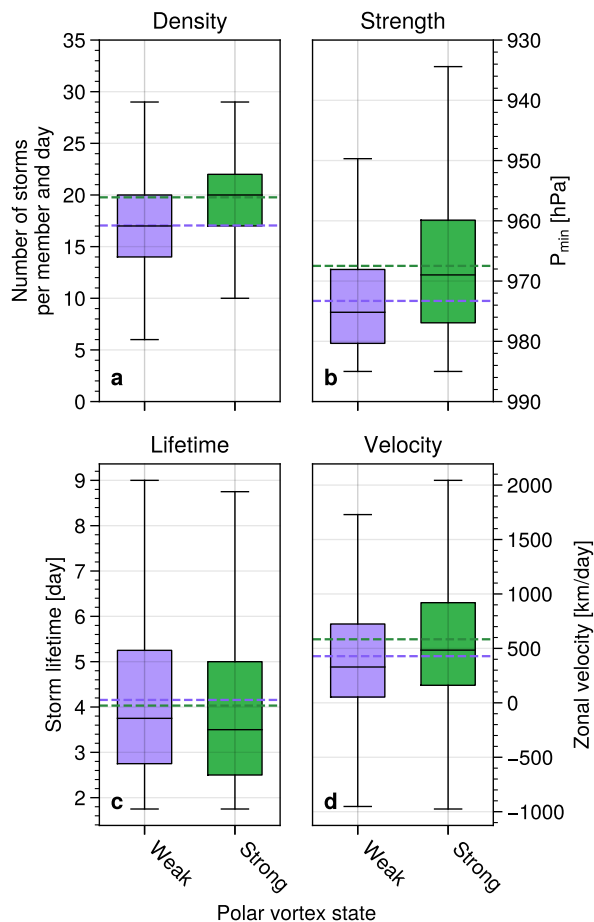 Density
Strength
35
30
25
20
15
10
5
0
Number of storms
per member and day
a
930
940
950
960
970
980
990
P_min [hPa]
b
Lifetime
Velocity
9
8
7
6
5
4
3
2
Storm lifetime [day]
c
2000
1500
1000
500
0
−500
−1000
Zonal velocity [km/day]
d
Weak
Strong
Weak
Strong
Polar vortex state